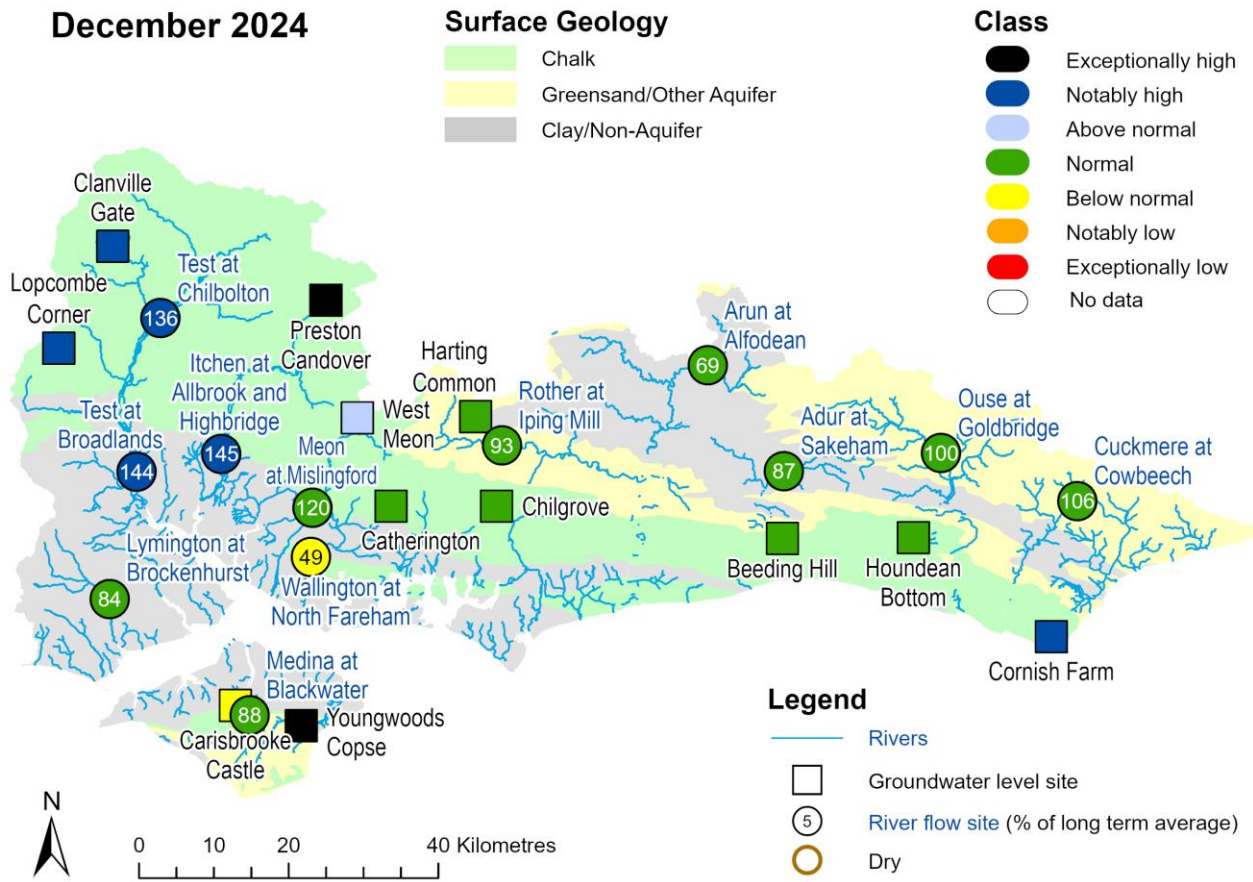 December 2024
Surface Geology
Chalk
Greensand/Other Aquifer
Clay/Non-Aquifer
Class
Exceptionally high
Notably high
Above normal
Normal
Below normal
Notably low
Exceptionally low
No data
Clanville
Gate
Lopcombe
Corner
Test at
Chilbolton
136
Preston
Candover
Itchen at
Allbrook and
Highbridge
145
Test at
Broadlands
144
West
Meon
Meon
at Mislingford
120
Harting
Common
Rother at
Iping Mill
93
Arun at
Alfodean
69
Adur at
Sakeham
87
Ouse at
Goldbridge
100
Cuckmere at
Cowbeech
106
Catherington
Chilgrove
49
Wallington at
North Fareham
Lymington at
Brockenhurst
84
Beeding Hill
Houndean
Bottom
Cornish Farm
Medina at
Blackwater
88
Carisbrooke
Castle
Youngwoods
Copse
N
0 10 20 40 Kilometres
Legend
Rivers
Groundwater level site
5
River flow site (% of long term average)
Dry